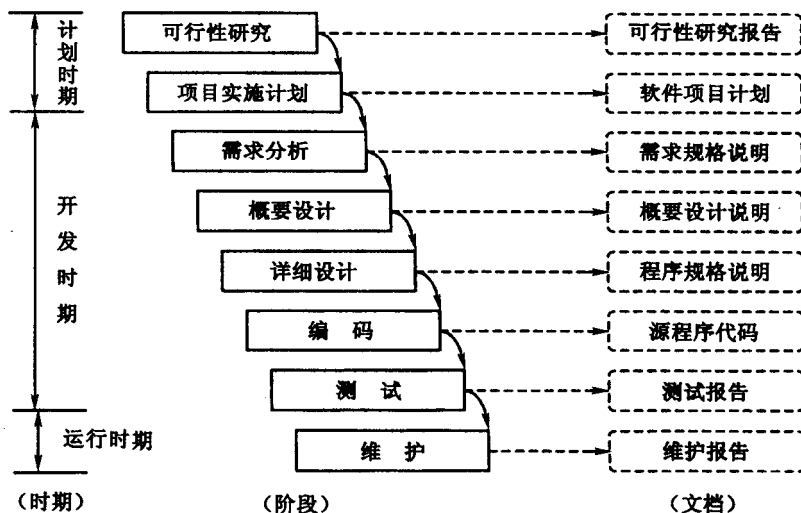 计划时期
可行性研究
可行性研究报告
项目实施计划
软件项目计划
开发时期
需求分析
需求规格说明
概要设计
概要设计说明
详细设计
程序规格说明
编 码
源程序代码
测 试
测试报告
运行时期
维 护
维护报告
(时期)
(阶段)
(文档)